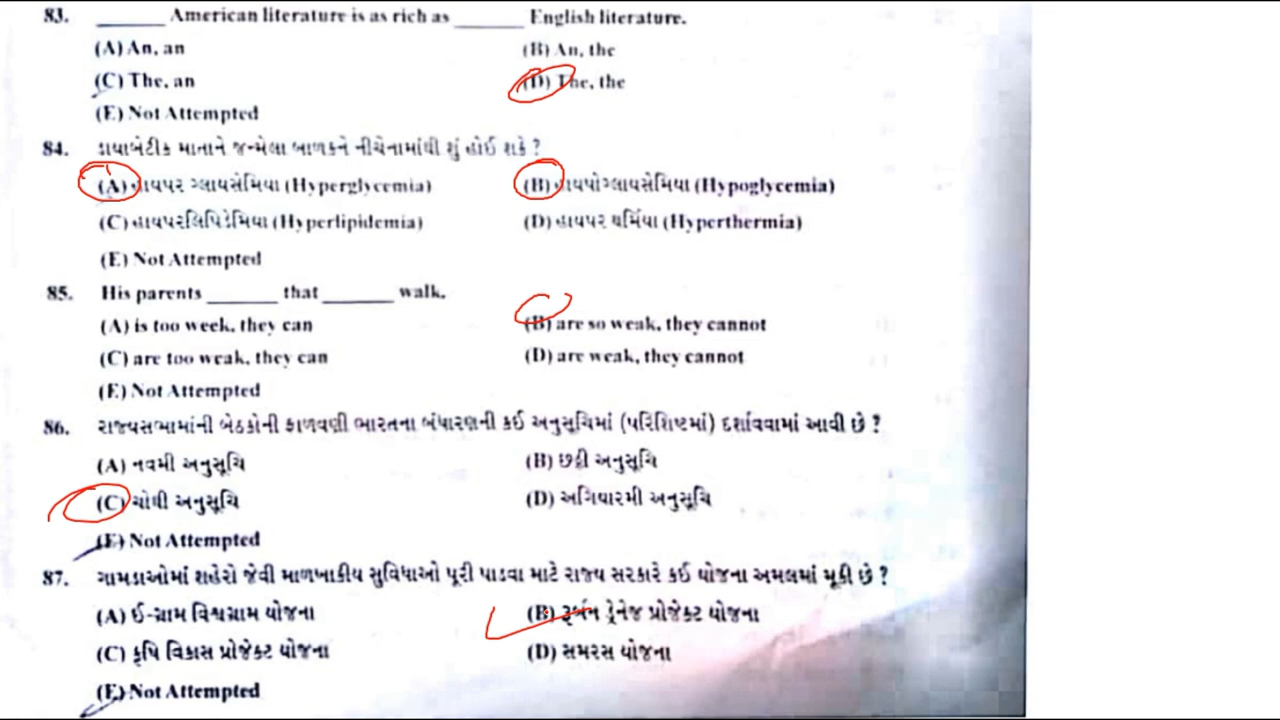 83. ______ American literature is as rich as ______ English literature.
(A) An, an (B) An, the
(C) The, an (D) The, the
(E) Not Attempted
84. ડાયાબેટીક માતાને જન્મેલા બાળકને નીચેનામાંથી શું હોઈ શકે ?
(A) હાયપર ગ્લાયસેમિયા (Hyperglycemia) (B) હાયપોગ્લાયસેમિયા (Hypoglycemia)
(C) હાયપરલિપિડેમિયા (Hyperlipidemia) (D) હાયપર થર્મિયા (Hyperthermia)
(E) Not Attempted
85. His parents ______ that ______ walk.
(A) is too week, they can (B) are so weak, they cannot
(C) are too weak, they can (D) are weak, they cannot
(E) Not Attempted
86. રાજ્યસભામાંની બેઠકોની ફાળવણી ભારતના બંધારણની કઈ અનુસૂચિમાં (પરિશિષ્ટમાં) દર્શાવવામાં આવી છે ?
(A) નવમી અનુસૂચિ (B) છઠ્ઠી અનુસૂચિ
(C) ચોથી અનુસૂચિ (D) અગિયારમી અનુસૂચિ
(E) Not Attempted
87. ગામડાઓમાં શહેરો જેવી માળખાકીય સુવિધાઓ પૂરી પાડવા માટે રાજ્ય સરકારે કઈ યોજના અમલમાં મૂકી છે ?
(A) ઈ-ગ્રામ વિશ્વગ્રામ યોજના (B) રૂર્બન ડ્રેનેજ પ્રોજેક્ટ યોજના
(C) કૃષિ વિકાસ પ્રોજેક્ટ યોજના (D) સમરસ યોજના
(E) Not Attempted